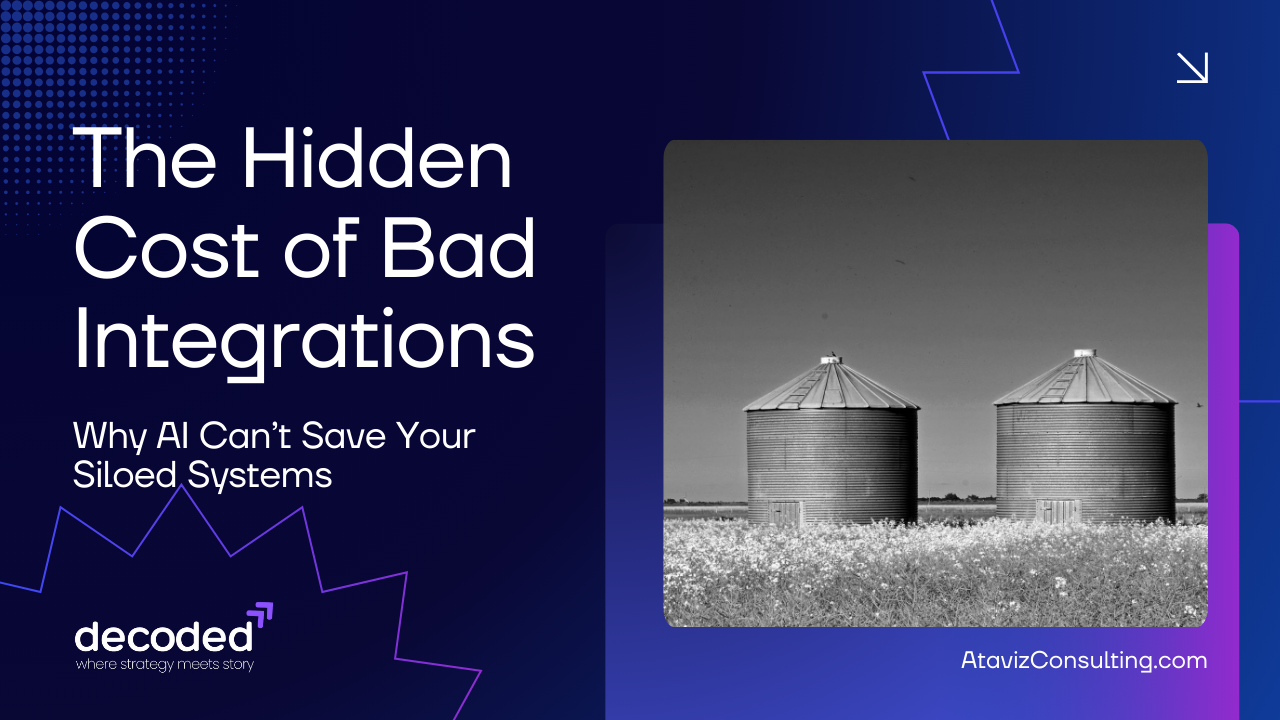 The Hidden
Cost of Bad
Integrations
Why AI Can’t Save Your
Siloed Systems
decoded
where strategy meets story
AtavizConsulting.com